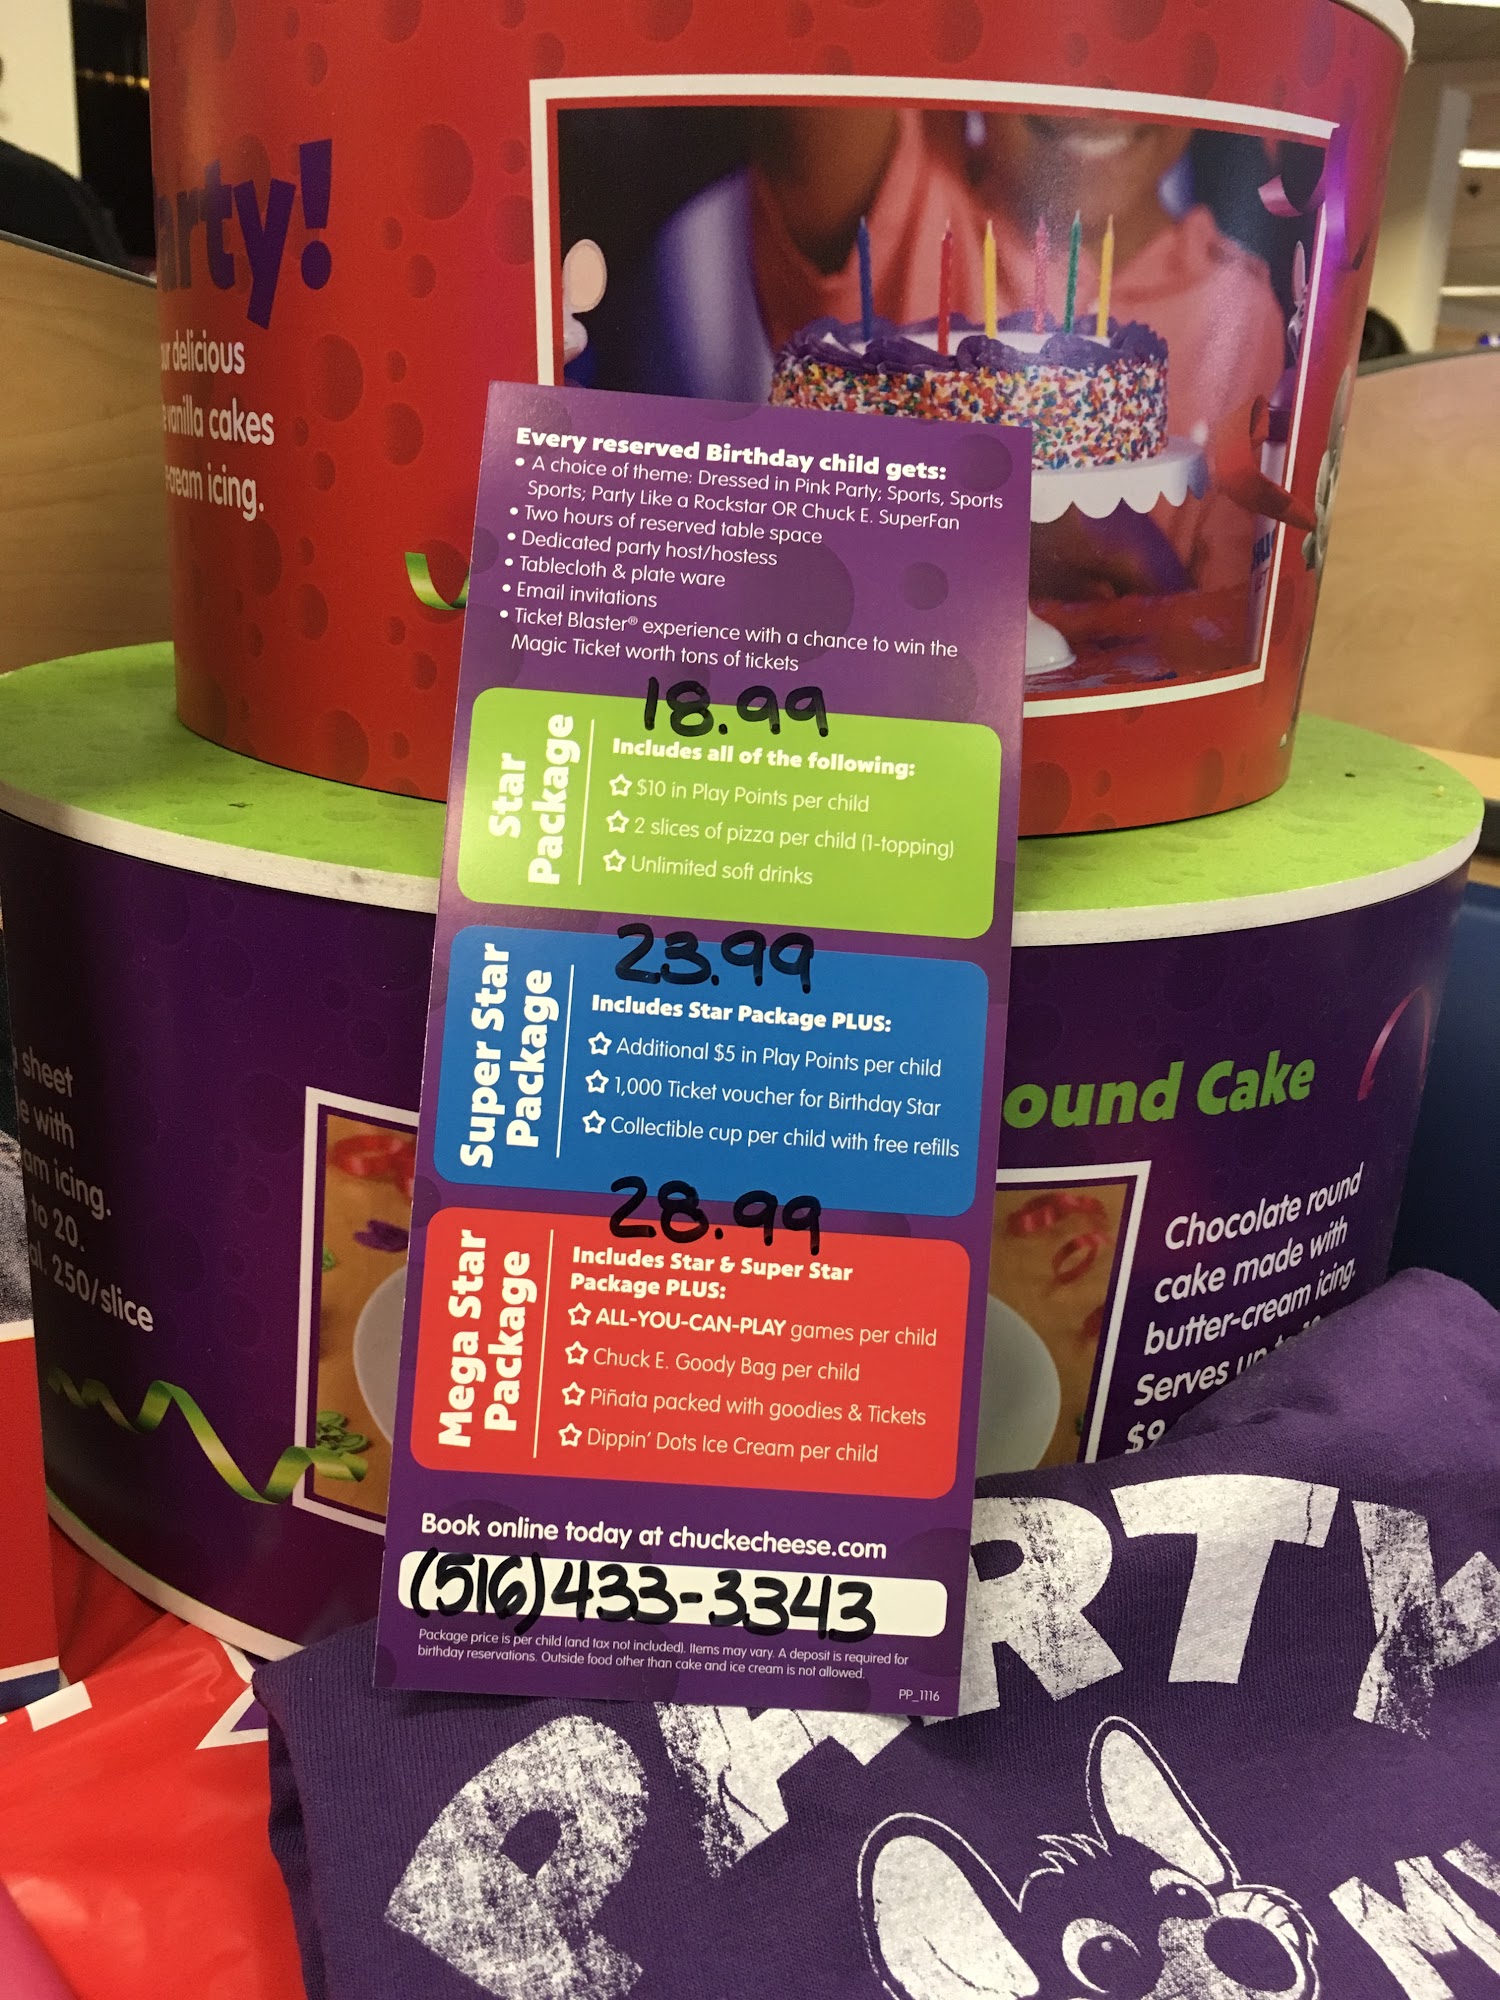 arty!
delicious
vanilla cakes
icing.
Every reserved Birthday child gets:
• A choice of theme: Dressed in Pink Party; Sports, Sports
Sports; Party Like a Rockstar OR Chuck E. SuperFan
• Two hours of reserved table space
• Dedicated party host/hostess
• Tablecloth & plate ware
• Email invitations
• Ticket Blaster® experience with a chance to win the
Magic Ticket worth tons of tickets
18.99
Star
Package
Includes all of the following:
$10 in Play Points per child
2 slices of pizza per child (1-topping)
Unlimited soft drinks
23.99
Super Star
Package
Includes Star Package PLUS:
Additional $5 in Play Points per child
1,000 Ticket voucher for Birthday Star
Collectible cup per child with free refills
28.99
Mega Star
Package
Includes Star & Super Star
Package PLUS:
ALL-YOU-CAN-PLAY games per child
Chuck E. Goody Bag per child
Piñata packed with goodies & Tickets
Dippin' Dots Ice Cream per child
Book online today at chuckecheese.com
(516)433-3343
Package price is per child (and tax not included). Items may vary. A deposit is required for
birthday reservations. Outside food other than cake and ice cream is not allowed.
PP_1116
sheet
with
icing.
to 20.
250/slice
ound Cake
Chocolate round
cake made with
butter-cream icing.
Serves
PARTY
MY